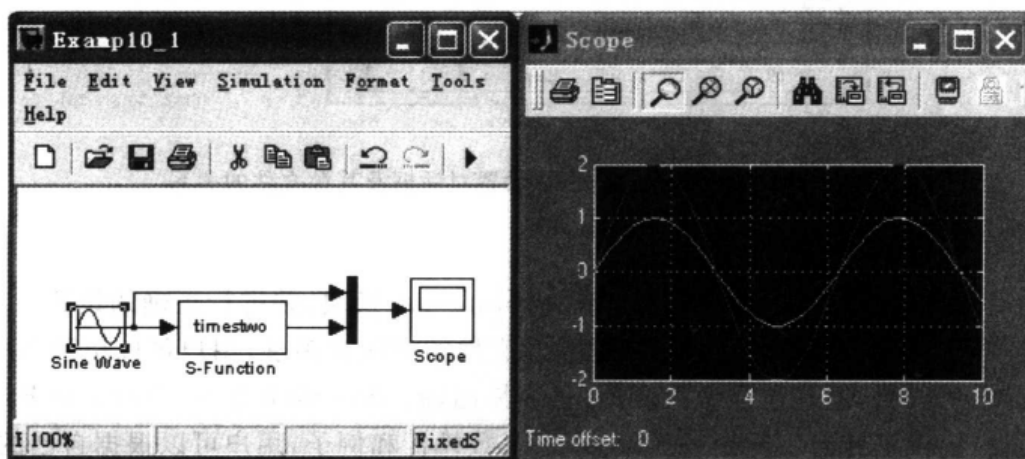 Examp10_1
File Edit View Simulation Format Tools
Help
timestwo
Sine Wave
S-Function
Scope
100%
FixedS
Scope
2
1
0
-1
-2
0 2 4 6 8 10
Time offset: 0